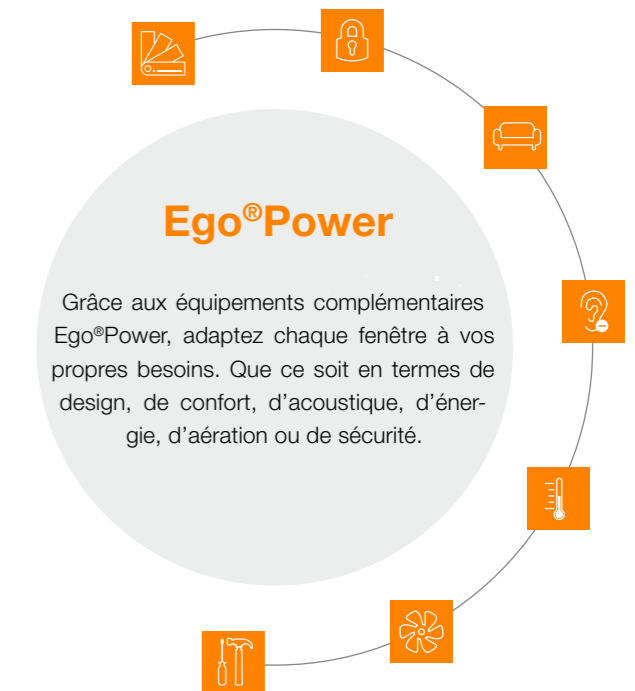 Ego®Power
Grâce aux équipements complémentaires
Ego®Power, adaptez chaque fenêtre à vos
propres besoins. Que ce soit en termes de
design, de confort, d'acoustique, d'éner-
gie, d'aération ou de sécurité.